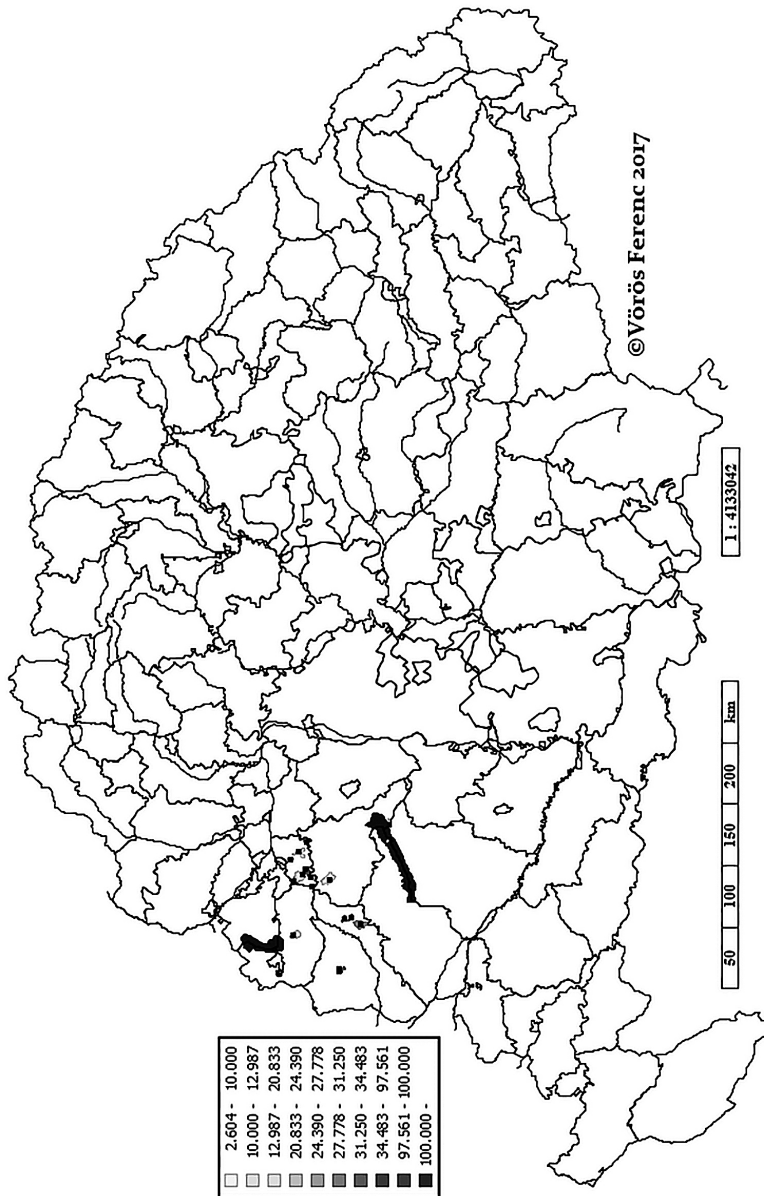 2.604 - 10.000
10.000 - 12.987
12.987 - 20.833
20.833 - 24.390
24.390 - 27.778
27.778 - 31.250
31.250 - 34.483
34.483 - 97.561
97.561 - 100.000
100.000 -
50 100 150 200 km
1 : 4133042
©Vörös Ferenc 2017